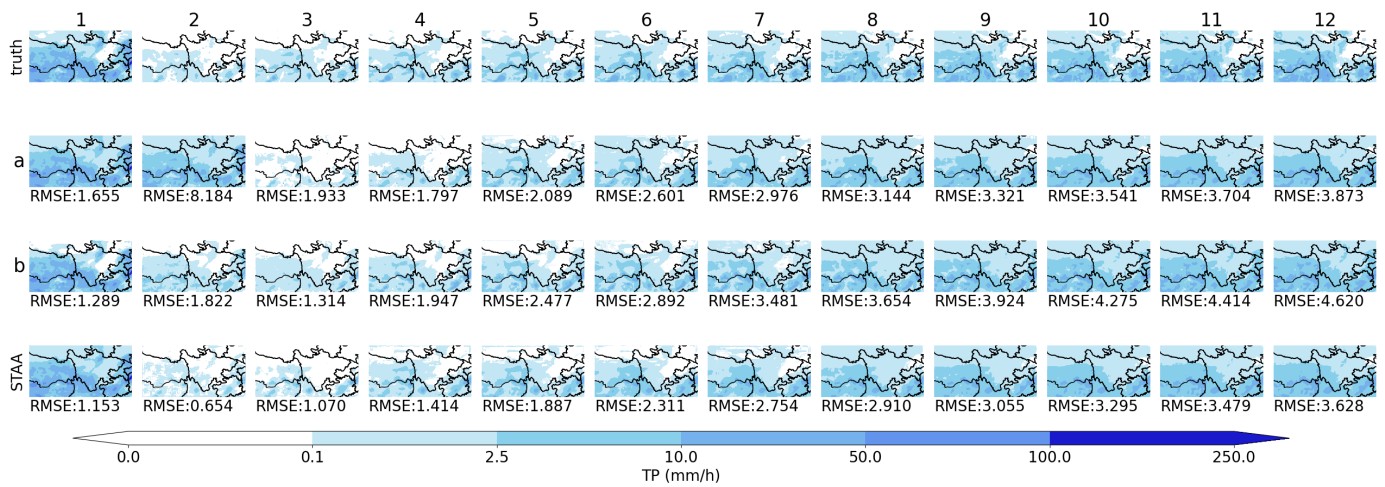 1 2 3 4 5 6 7 8 9 10 11 12
truth
a
RMSE:1.655 RMSE:8.184 RMSE:1.933 RMSE:1.797 RMSE:2.089 RMSE:2.601 RMSE:2.976 RMSE:3.144 RMSE:3.321 RMSE:3.541 RMSE:3.704 RMSE:3.873
b
RMSE:1.289 RMSE:1.822 RMSE:1.314 RMSE:1.947 RMSE:2.477 RMSE:2.892 RMSE:3.481 RMSE:3.654 RMSE:3.924 RMSE:4.275 RMSE:4.414 RMSE:4.620
STAA
RMSE:1.153 RMSE:0.654 RMSE:1.070 RMSE:1.414 RMSE:1.887 RMSE:2.311 RMSE:2.754 RMSE:2.910 RMSE:3.055 RMSE:3.295 RMSE:3.479 RMSE:3.628
0.0 0.1 2.5 10.0 50.0 100.0 250.0
TP (mm/h)